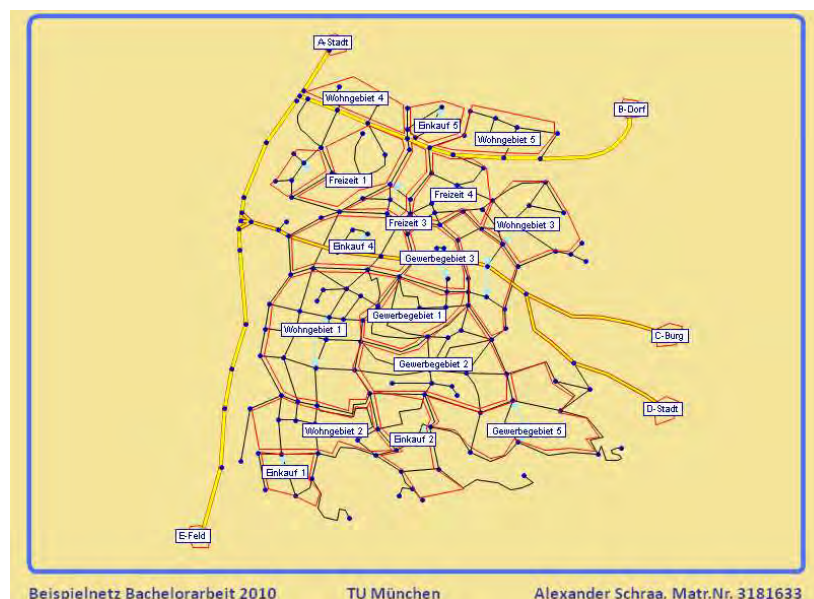 A-Stadt
Wohngebiet 4
B-Dorf
Einkauf 5
Wohngebiet 5
Freizeit 1
Freizeit 4
Freizeit 3
Wohngebiet 3
Einkauf 4
Gewerbegebiet 3
Gewerbegebiet 1
Wohngebiet 1
C-Burg
Gewerbegebiet 2
D-Stadt
Wohngebiet 2
Einkauf 2
Gewerbegebiet 5
Einkauf 1
E-Feld
Beispielnetz Bachelorarbeit 2010 TU München Alexander Schraa, Matr.Nr. 3181633